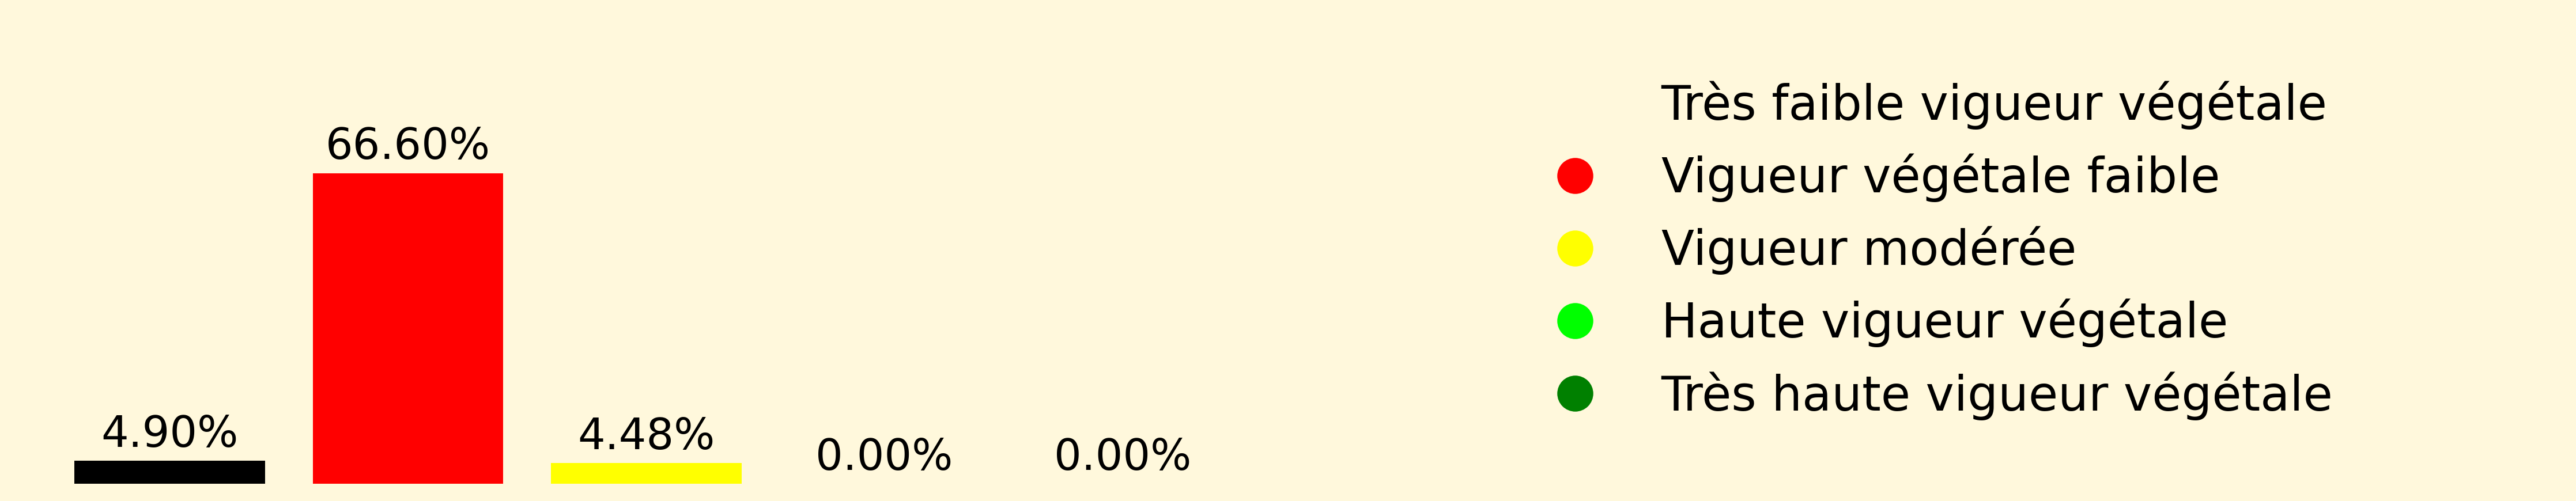 66.60%
4.90%
4.48%
0.00%
0.00%
Très faible vigueur végétale
Vigueur végétale faible
Vigueur modérée
Haute vigueur végétale
Très haute vigueur végétale